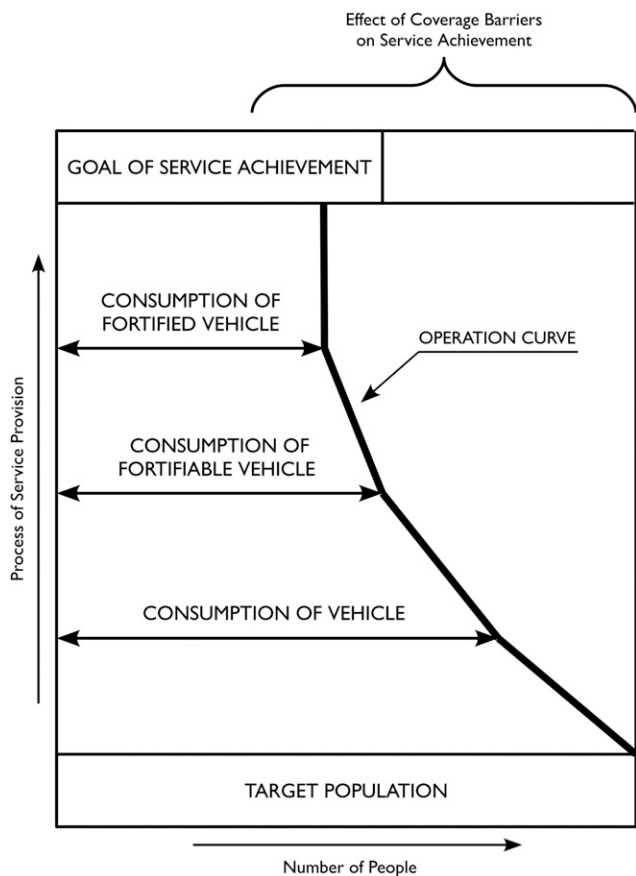 Effect of Coverage Barriers
on Service Achievement
GOAL OF SERVICE ACHIEVEMENT
CONSUMPTION OF
FORTIFIED VEHICLE
OPERATION CURVE
CONSUMPTION OF
FORTIFIABLE VEHICLE
Process of Service Provision
CONSUMPTION OF VEHICLE
TARGET POPULATION
Number of People